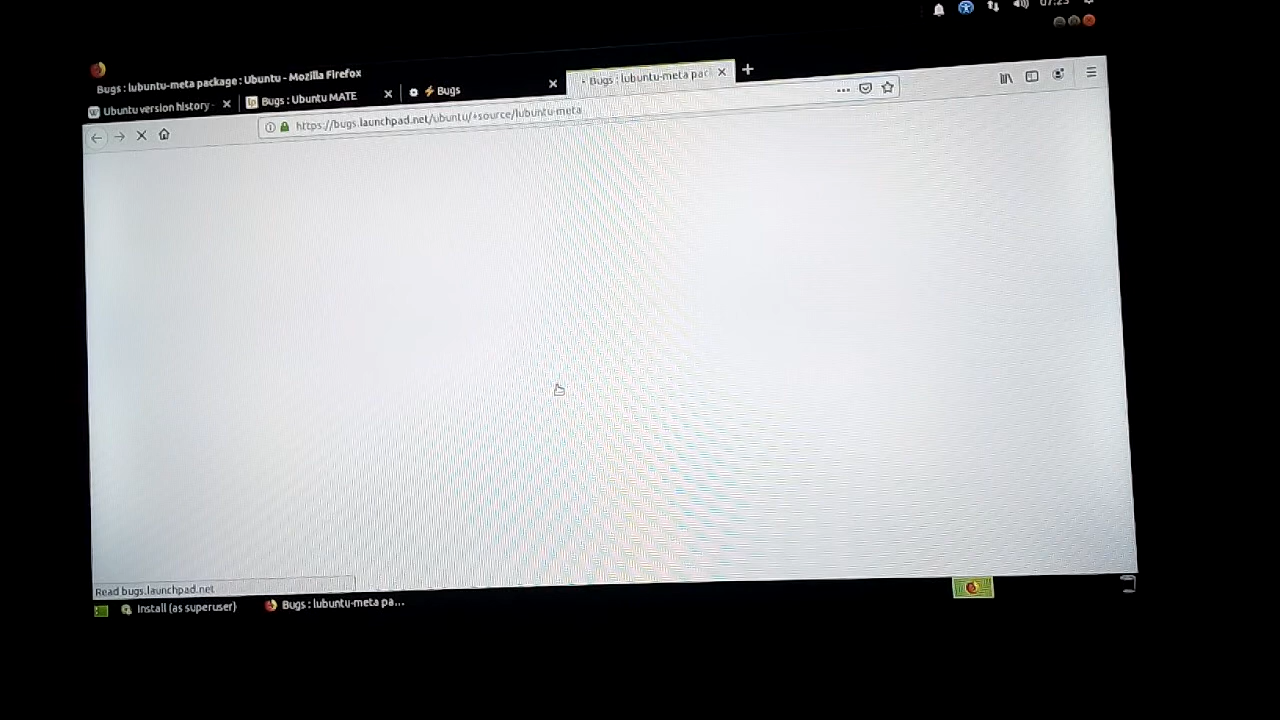 Bugs : lubuntu-meta package : Ubuntu - Mozilla Firefox
Ubuntu version history -
Bugs : Ubuntu MATE
⚡ Bugs
Bugs : lubuntu-meta pac
https://bugs.launchpad.net/ubuntu/+source/lubuntu-meta
Read bugs.launchpad.net
Install (as superuser)
Bugs : lubuntu-meta pa...